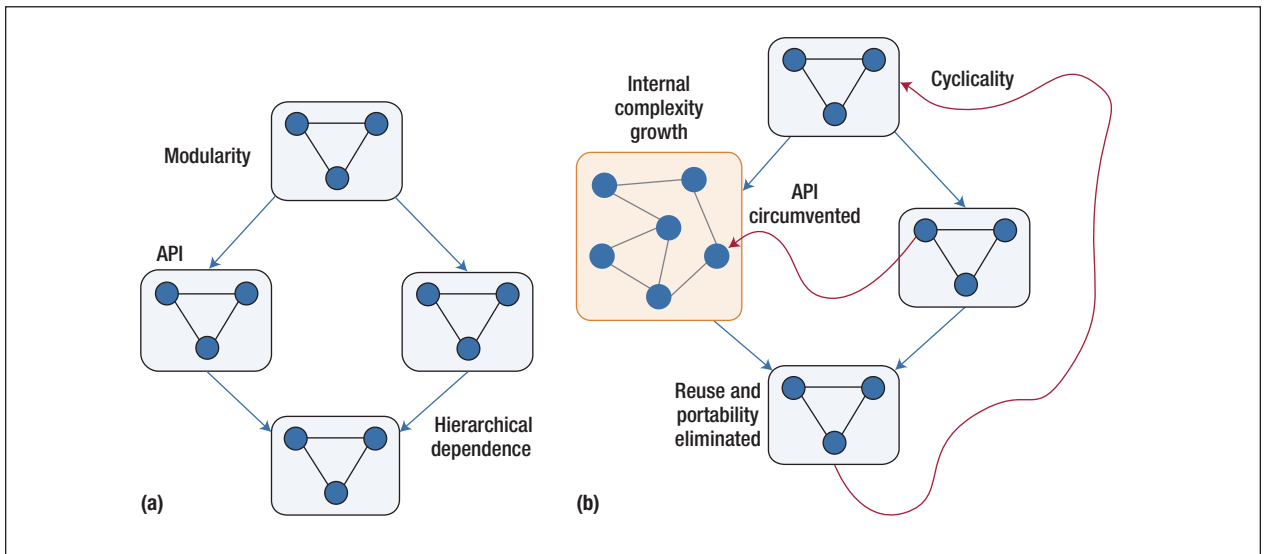 Modularity
API
Hierarchical
dependence
(a)
Internal
complexity
growth
Cyclicality
API
circumvented
Reuse and
portability
eliminated
(b)